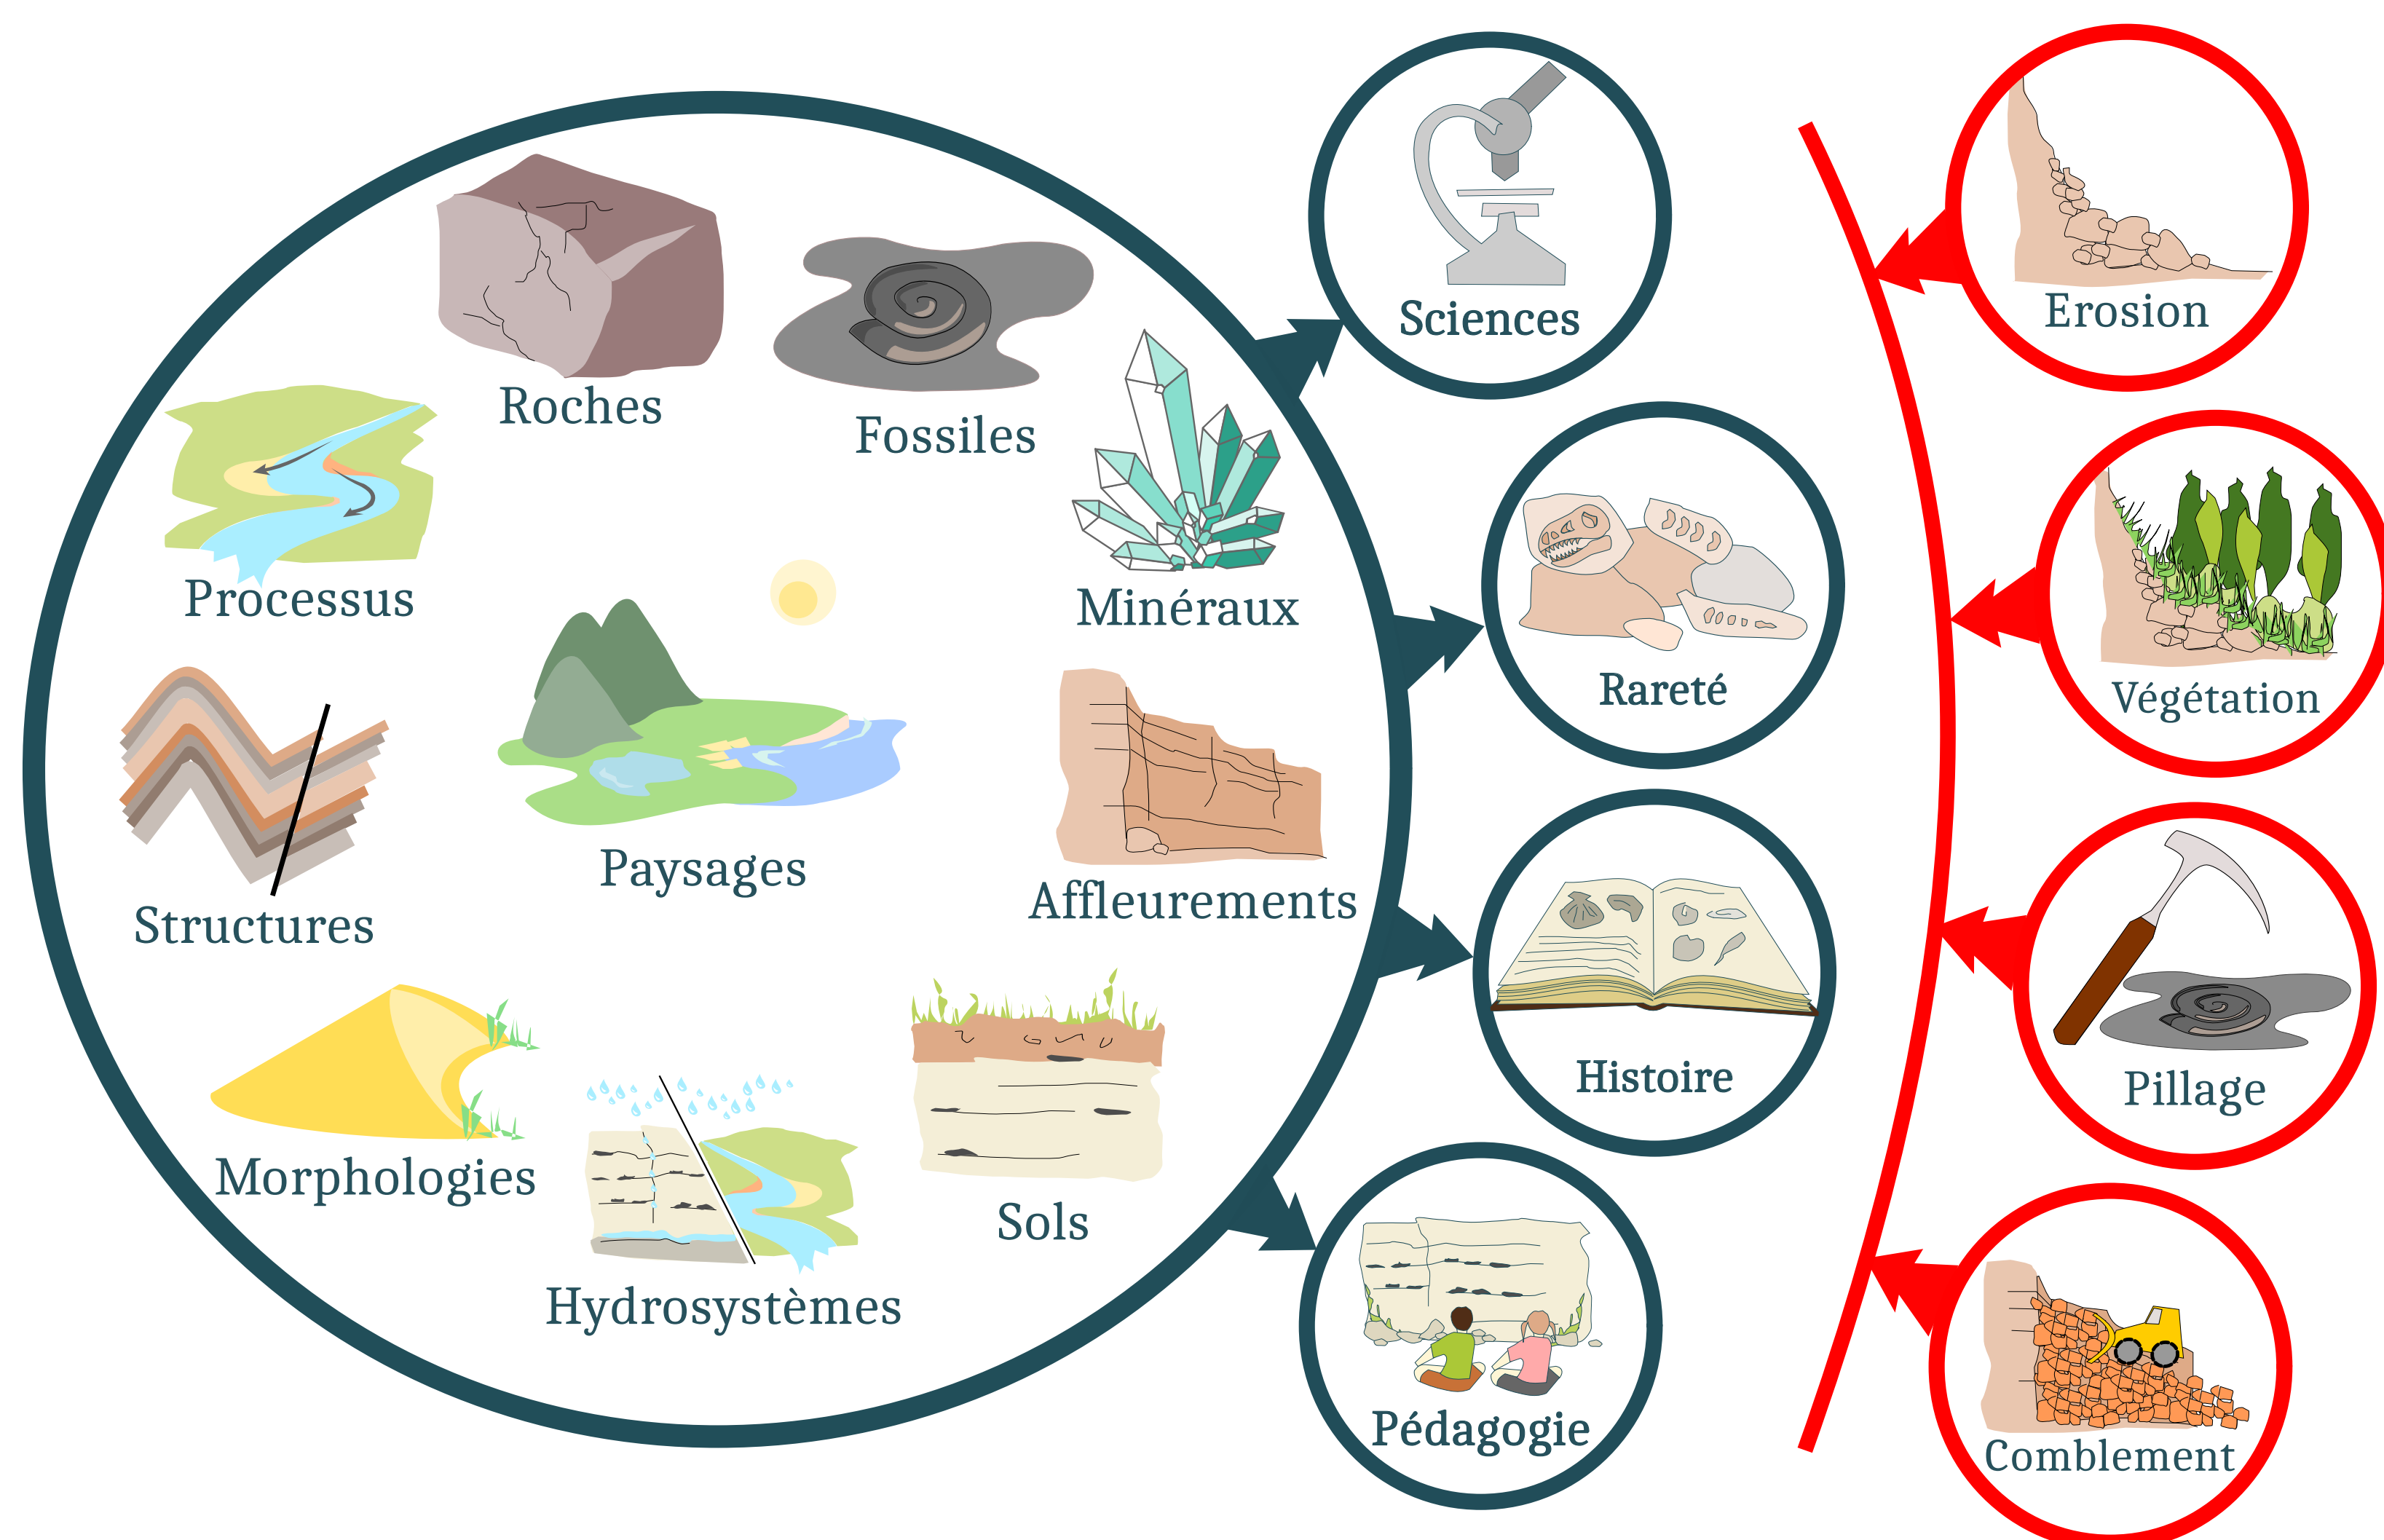 Roches
Fossiles
Minéraux
Processus
Paysages
Structures
Affleurements
Morphologies
Sols
Hydrosystèmes
Sciences
Rareté
Histoire
Pédagogie
Erosion
Végétation
Pillage
Comblement